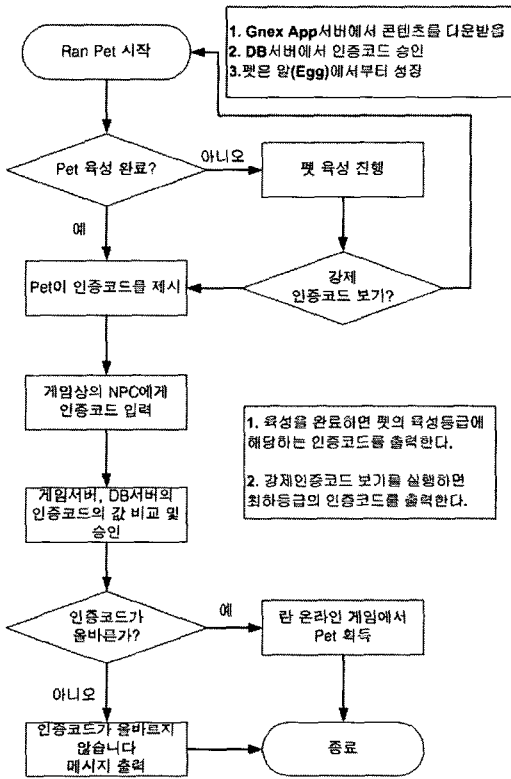 Ran Pet 시작
1. Gnex App서버에서 콘텐츠를 다운받음
2. DB서버에서 인증코드 승인
3.펫은 알(Egg)에서부터 성장
Pet 육성 완료?
아니오
펫 육성 진행
예
Pet이 인증코드를 제시
강제
인증코드 보기?
게임상의 NPC에게
인증코드 입력
1. 육성을 완료하면 펫의 육성등급에
해당하는 인증코드를 출력한다.
2. 강제인증코드 보기를 실행하면
최하등급의 인증코드를 출력한다.
게임서버, DB서버의
인증코드의 값 비교 및
승인
인증코드가
올바른가?
예
란 온라인 게임에서
Pet 획득
아니오
인증코드가 올바르지
않습니다
메시지 출력
종료